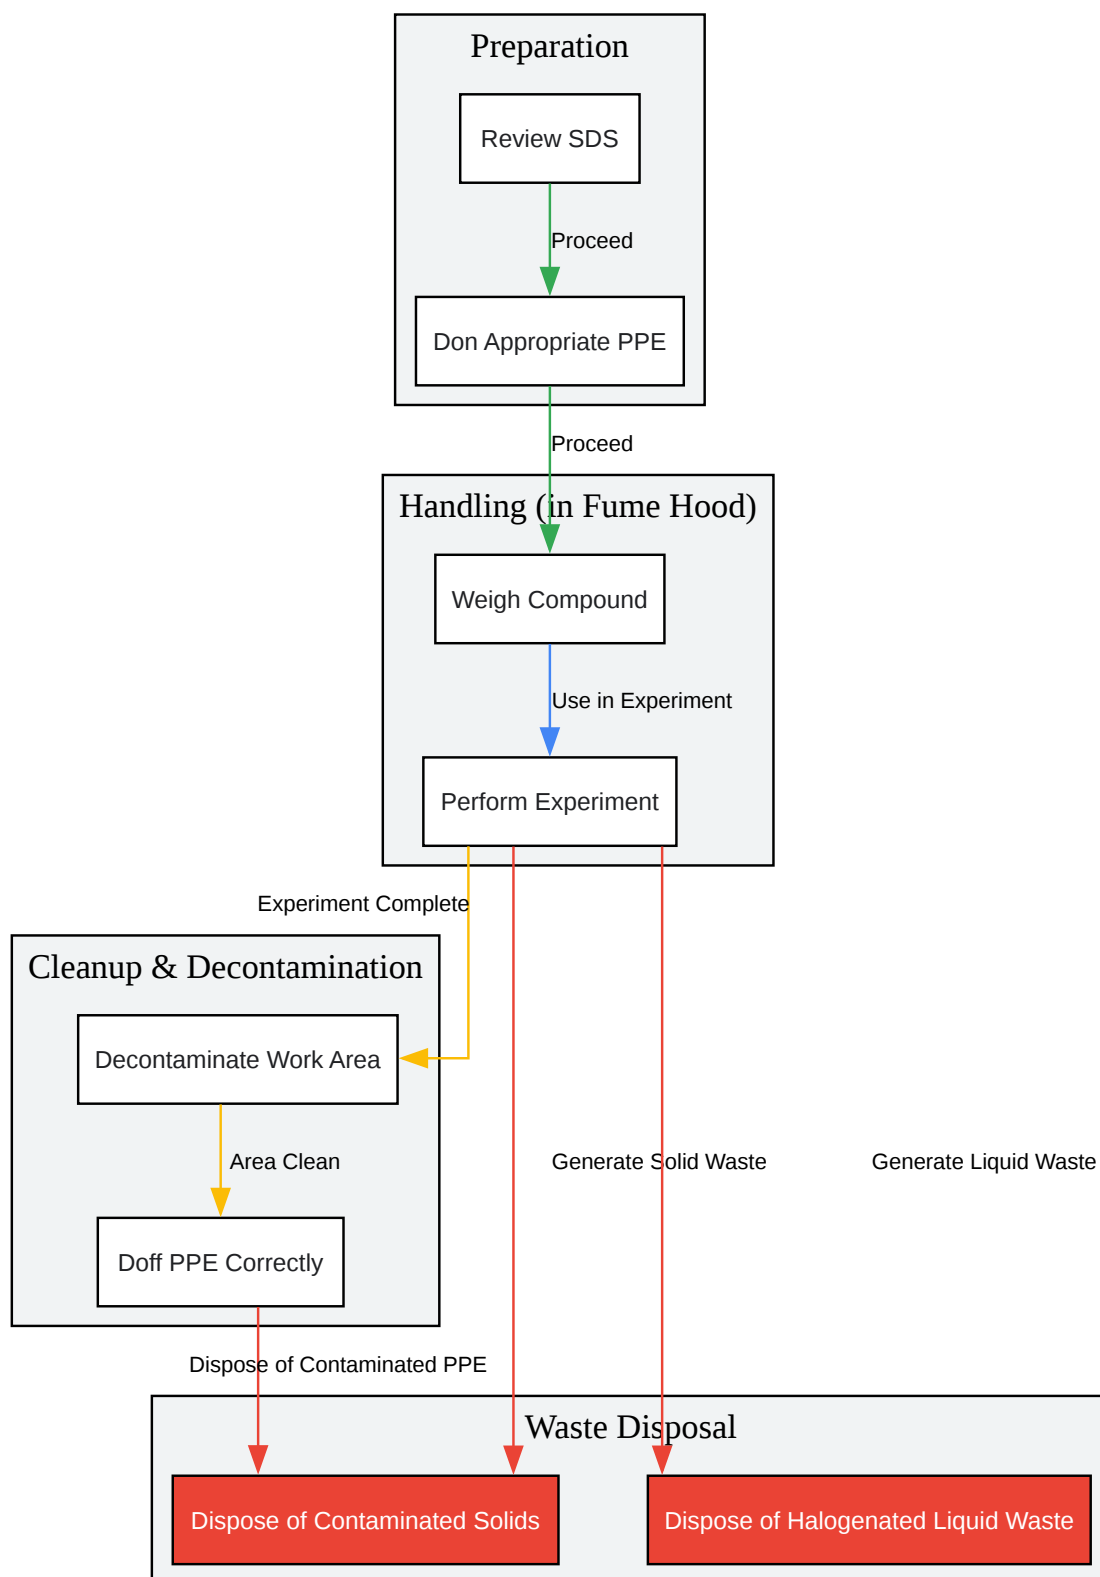 Preparation
Review SDS
Proceed
Don Appropriate PPE
Proceed
Handling (in Fume Hood)
Weigh Compound
Use in Experiment
Perform Experiment
Experiment Complete
Cleanup & Decontamination
Decontaminate Work Area
Area Clean
Generate Solid Waste
Generate Liquid Waste
Doff PPE Correctly
Dispose of Contaminated PPE
Waste Disposal
Dispose of Contaminated Solids
Dispose of Halogenated Liquid Waste